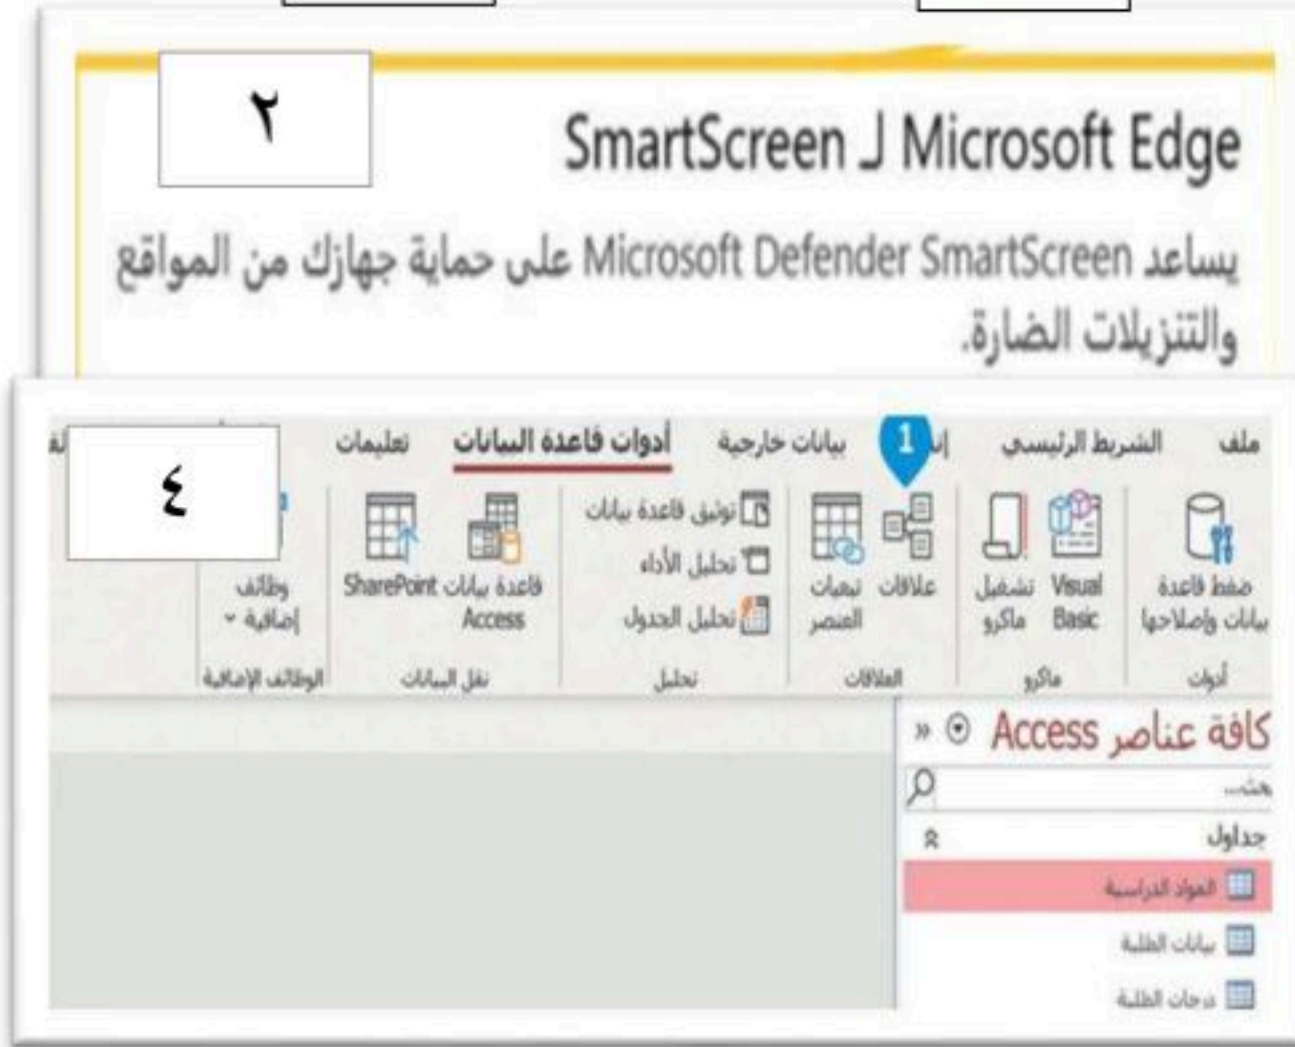 ٢
SmartScreen لـ Microsoft Edge
يساعد Microsoft Defender SmartScreen على حماية جهازك من المواقع
والتنزيلات الضارة.
٤
ملف الشريط الرئيسي 1 بيانات خارجية أدوات قاعدة البيانات تعليمات
ضغط قاعدة
بيانات وإصلاحها
Visual
Basic
تشغيل
ماكرو
علاقات
تبعيات
العنصر
توثيق قاعدة بيانات
تحليل الأداء
تحليل الجدول
قاعدة بيانات
Access
SharePoint
وظائف
إضافية
أدوات ماكرو العلاقات تحليل نقل البيانات الوظائف الإضافية
كافة عناصر Access
جداول
المواد الدراسية
بيانات الطلبة
درجات الطلبة